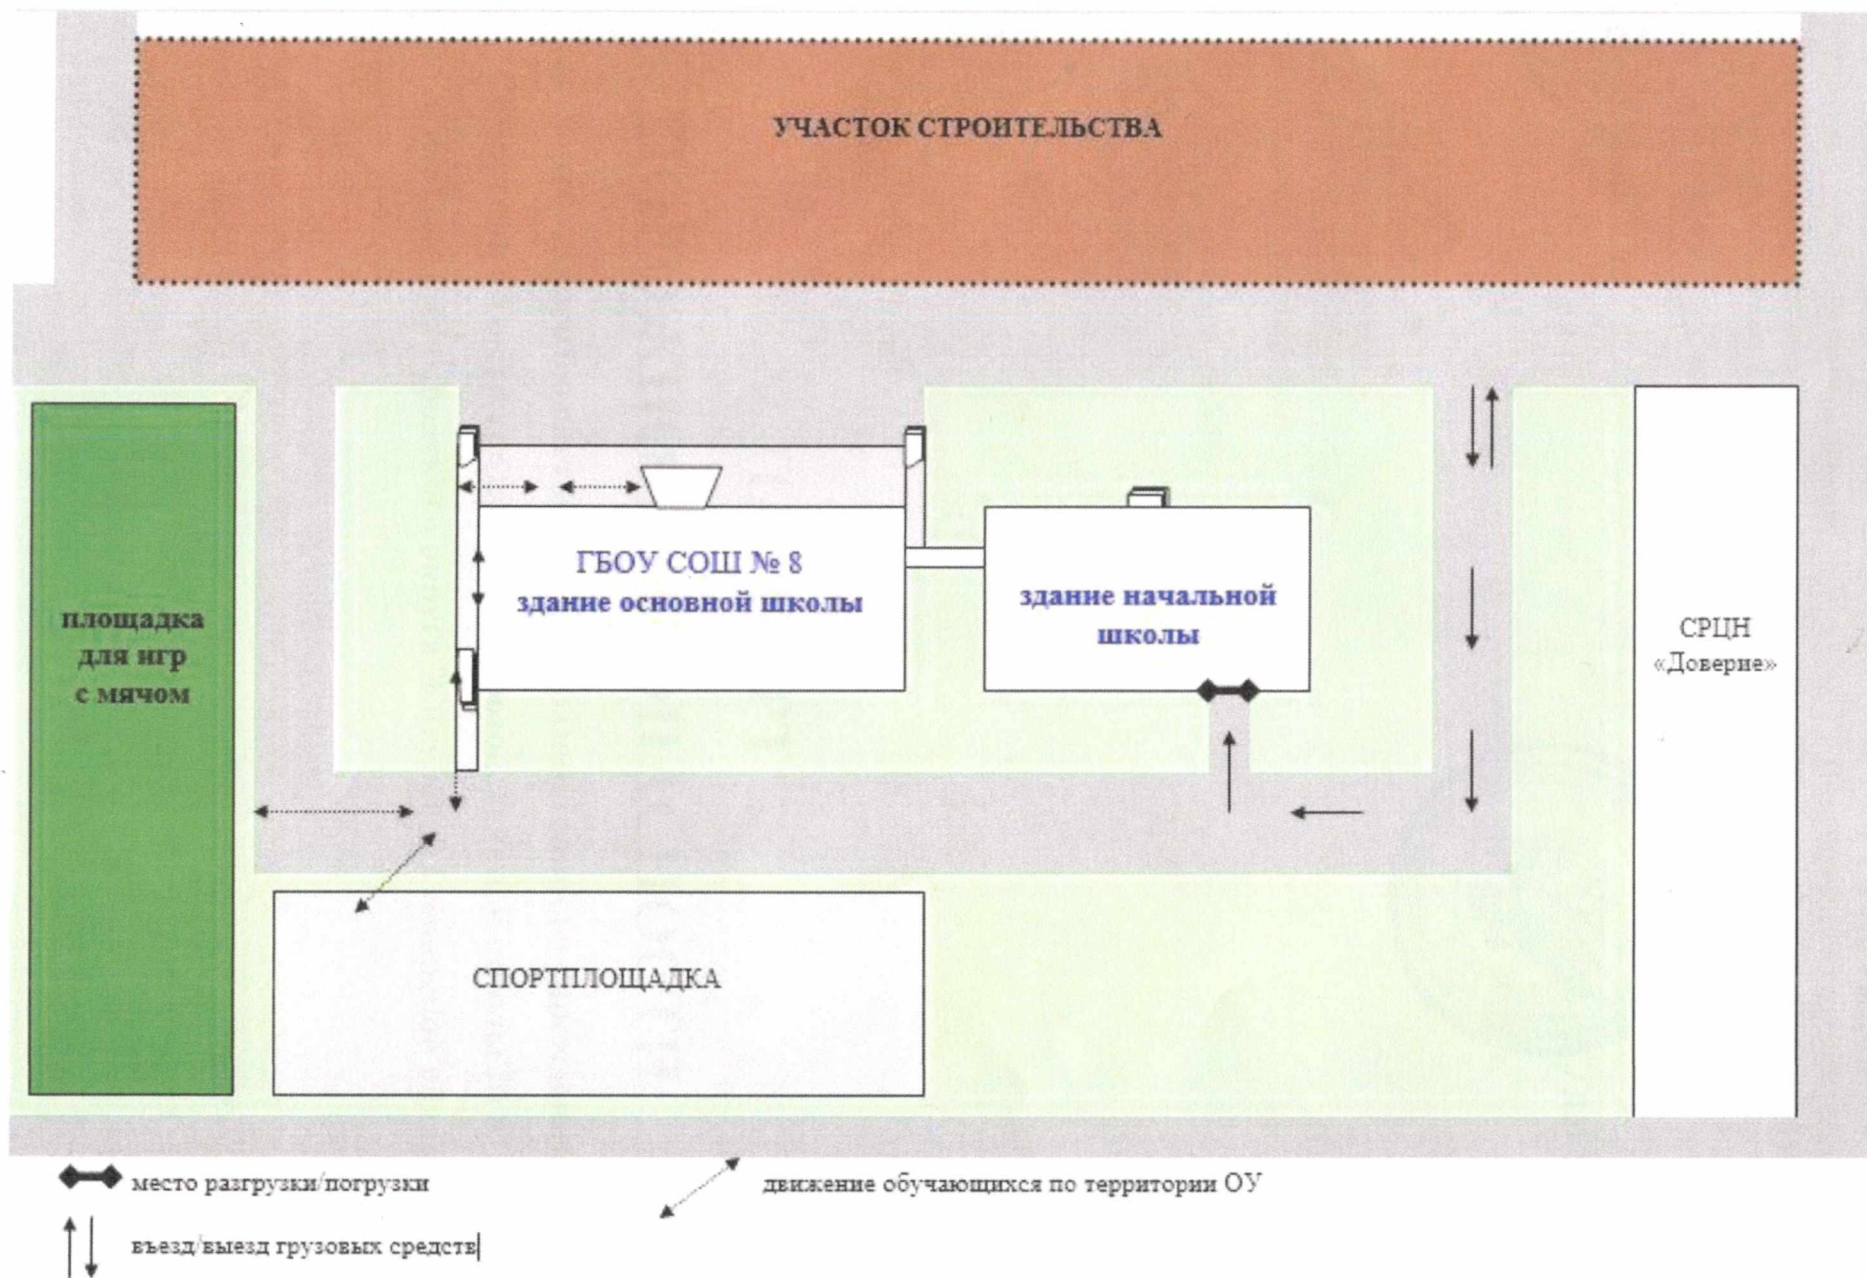 УЧАСТОК СТРОИТЕЛЬСТВА
ГБОУ СОШ № 8
здание основной школы
здание начальной
школы
площадка
для игр
с мячом
СРЦН
«Доверие»
СПОРТПЛОЩАДКА
место разгрузки/погрузки
движение обучающихся по территории ОУ
въезд/выезд грузовых средств